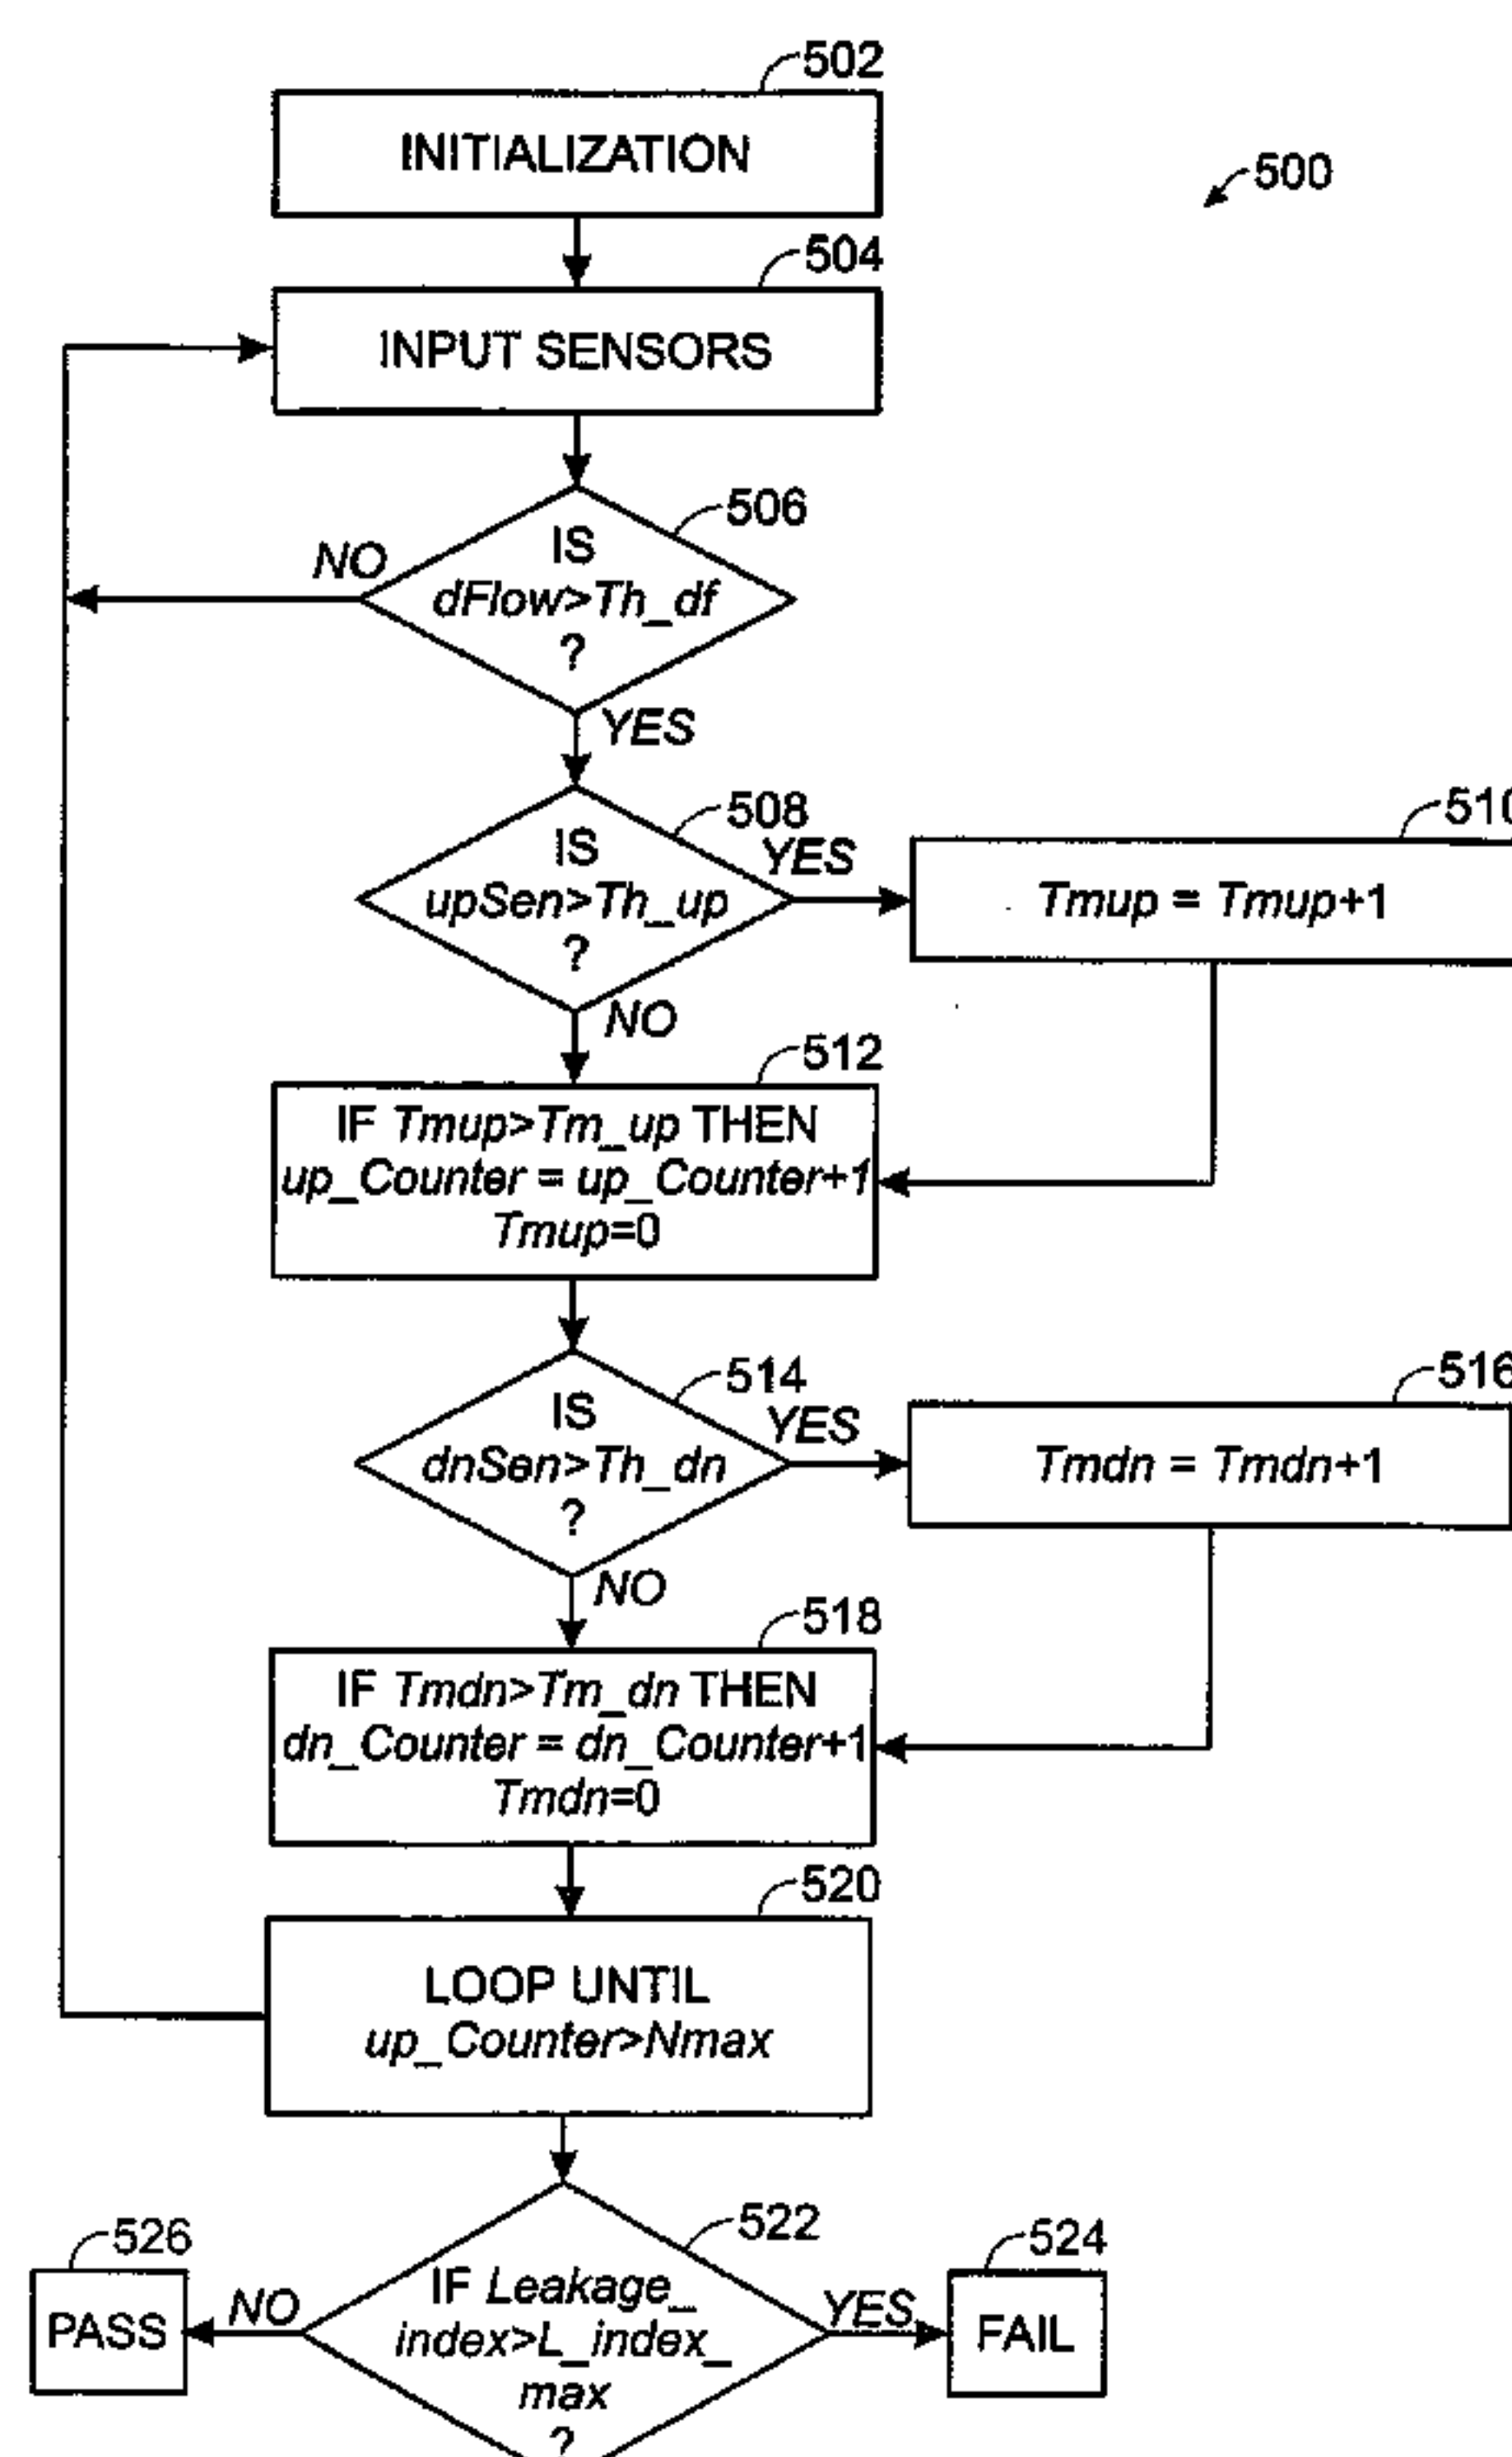 502
INITIALIZATION
500
504
INPUT SENSORS
506
IS
dFlow>Th_df
?
NO
YES
508
IS
upSen>Th_up
?
YES
510
Tmup = Tmup+1
NO
512
IF Tmup>Tm_up THEN
up_Counter = up_Counter+1
Tmup=0
514
IS
dnSen>Th_dn
?
YES
516
Tmdn = Tmdn+1
NO
518
IF Tmdn>Tm_dn THEN
dn_Counter = dn_Counter+1
Tmdn=0
520
LOOP UNTIL
up_Counter>Nmax
522
IF Leakage_
index>L_index_
max
?
NO
526
PASS
YES
524
FAIL